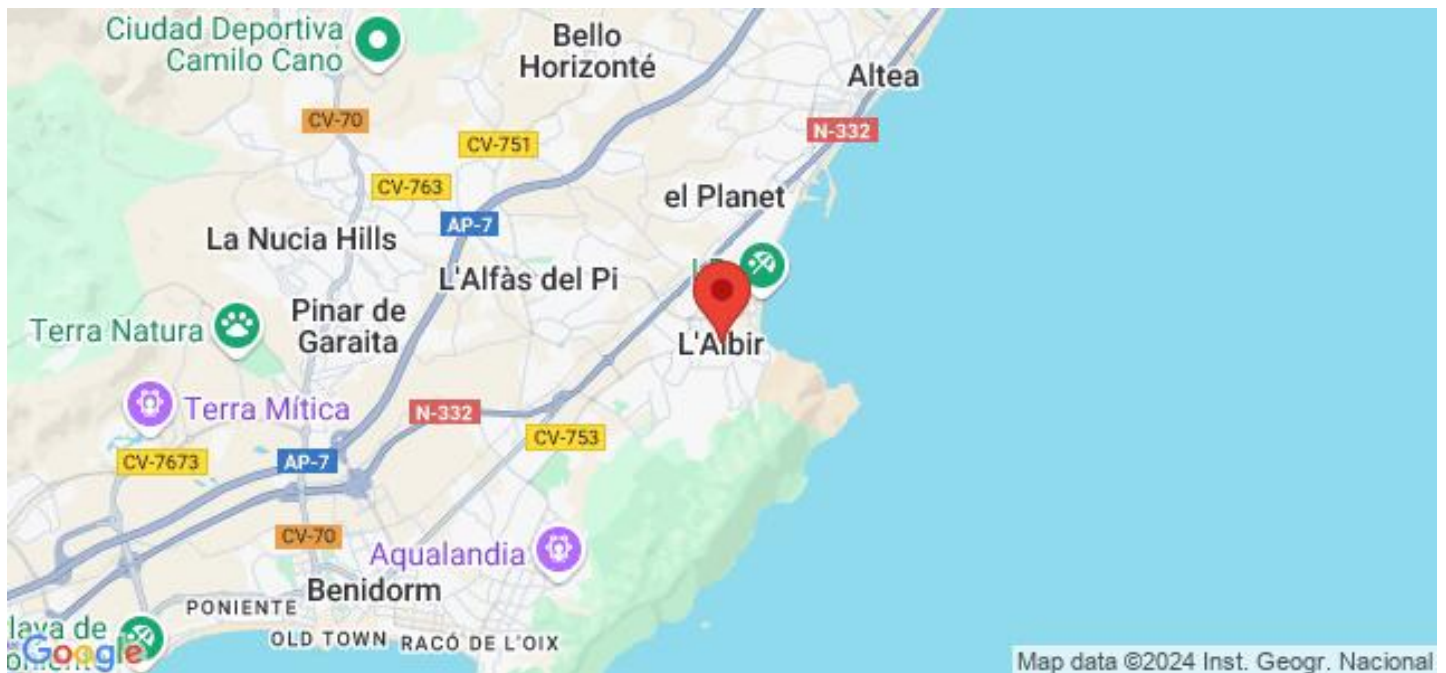 Ciudad Deportiva
Camilo Cano
Bello
Horizonté
Altea
CV-70
N-332
CV-751
CV-763
el Planet
AP-7
La Nucia Hills
L'Alfàs del Pi
Pinar de
Garaita
Terra Natura
L'Albir
Terra Mítica
N-332
CV-753
CV-7673
AP-7
CV-70
Aqualandia
Benidorm
PONIENTE
OLD TOWN
RACÓ DE L'OIX
Google
Map data ©2024 Inst. Geogr. Nacional